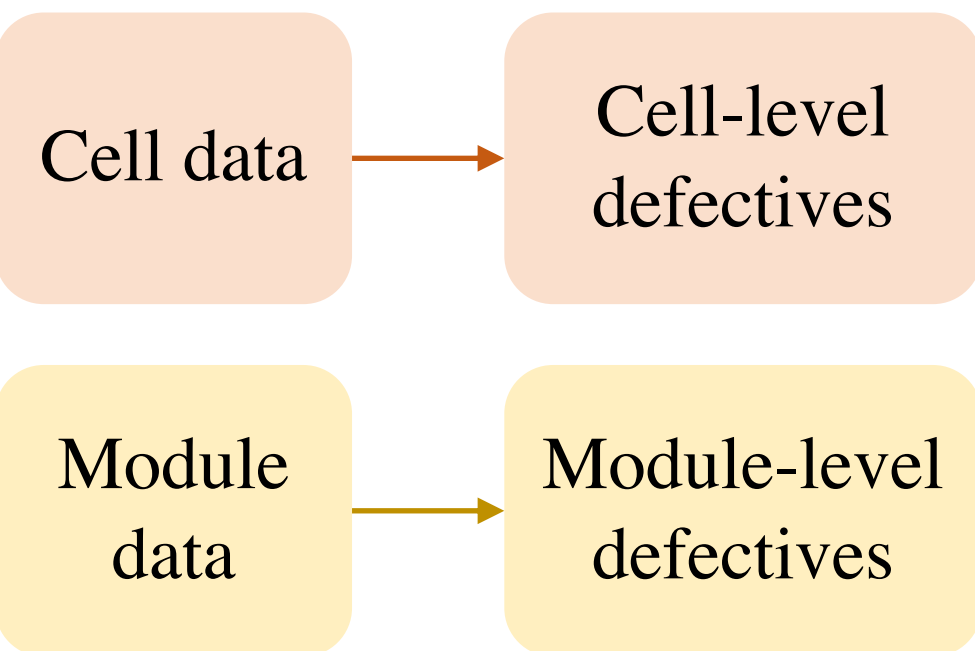 Cell data
Cell-level
defectives
Module
data
Module-level
defectives